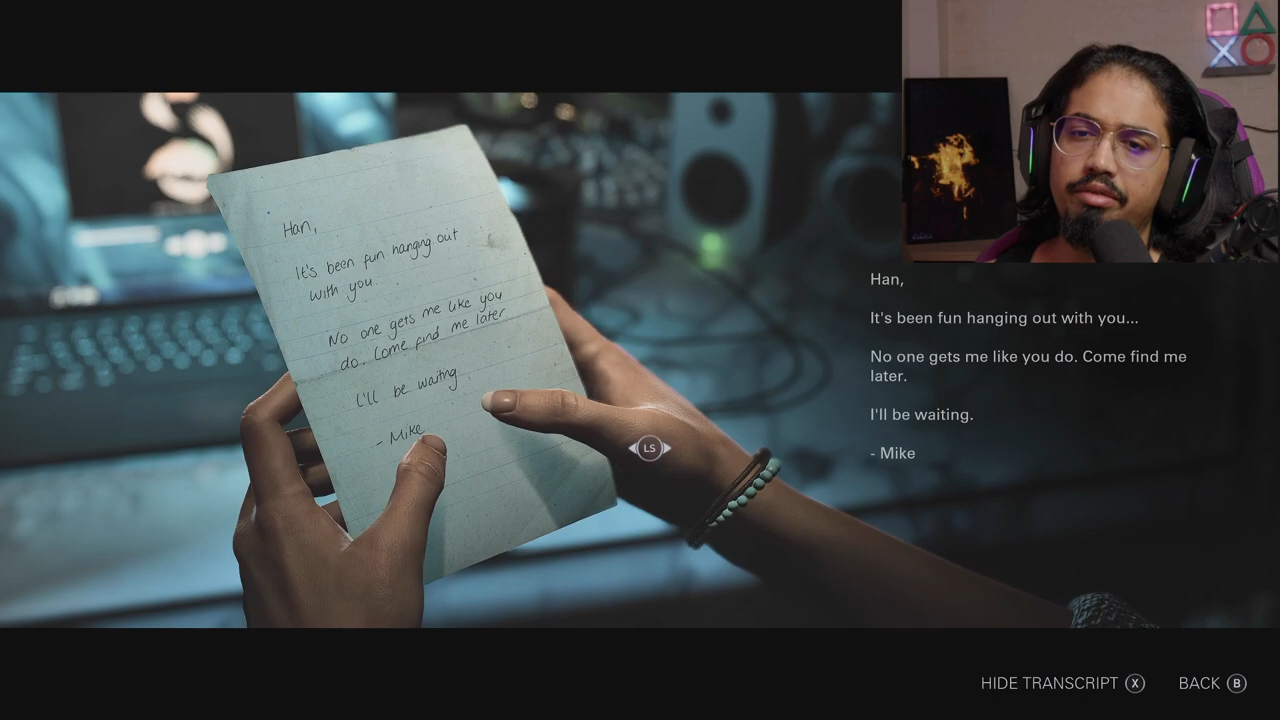 Han,
It's been fun hanging out
with you
No one gets me like you
do. Come find me later.
I'll be waiting.
- Mike
LS
Han,
It's been fun hanging out with you...
No one gets me like you do. Come find me
later.
I'll be waiting.
- Mike
HIDE TRANSCRIPT X
BACK B